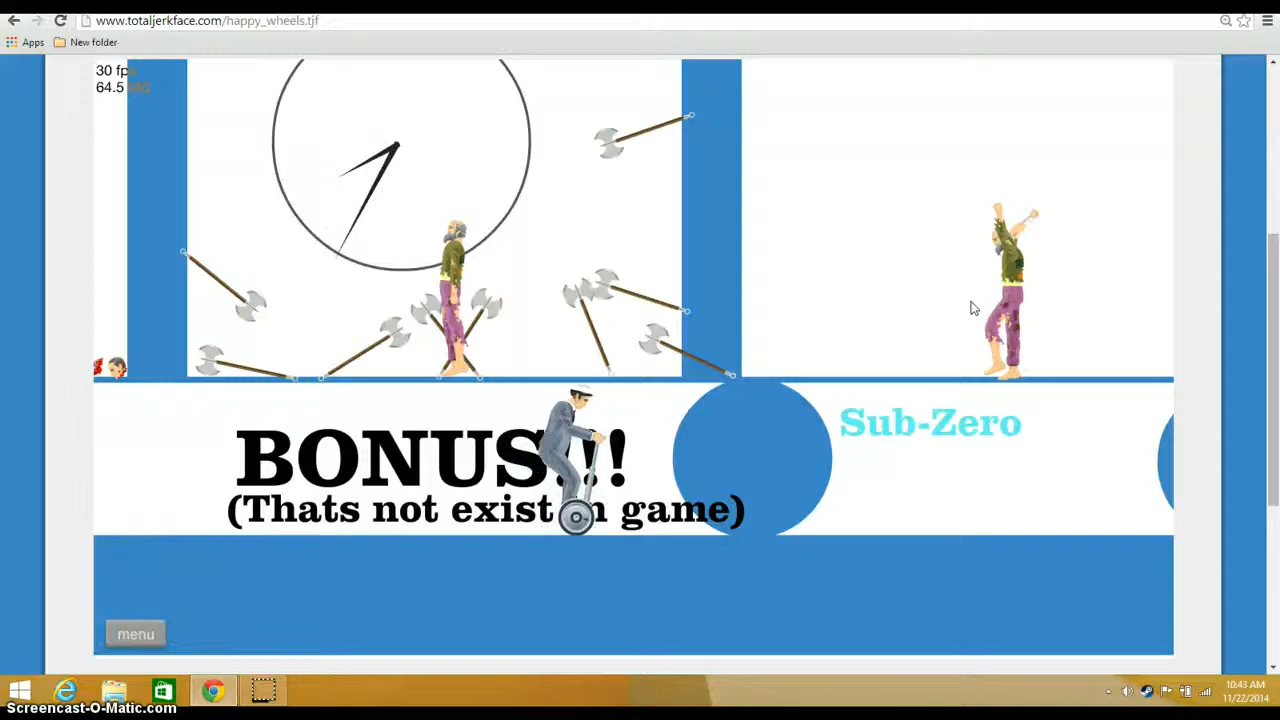 www.totaljerkface.com/happy_wheels.tjf
Apps New folder
30 fps
64.5
Sub-Zero
BONUS!!!
(Thats not exist in game)
menu
10:43 AM
11/22/2014
Screencast-O-Matic.com